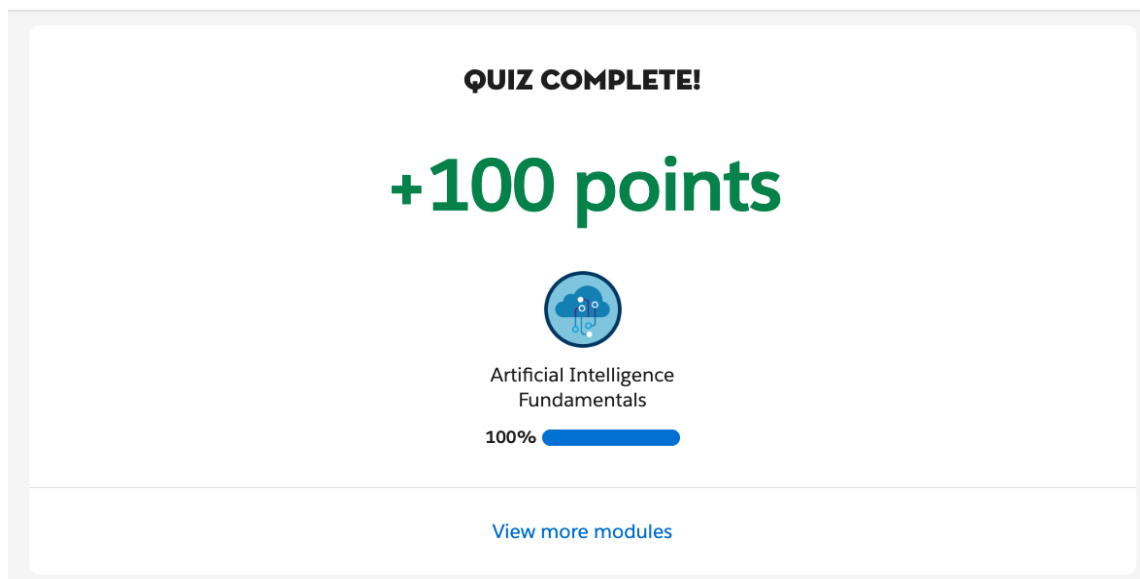 QUIZ COMPLETE!
+100 points
Artificial Intelligence
Fundamentals
100%
View more modules